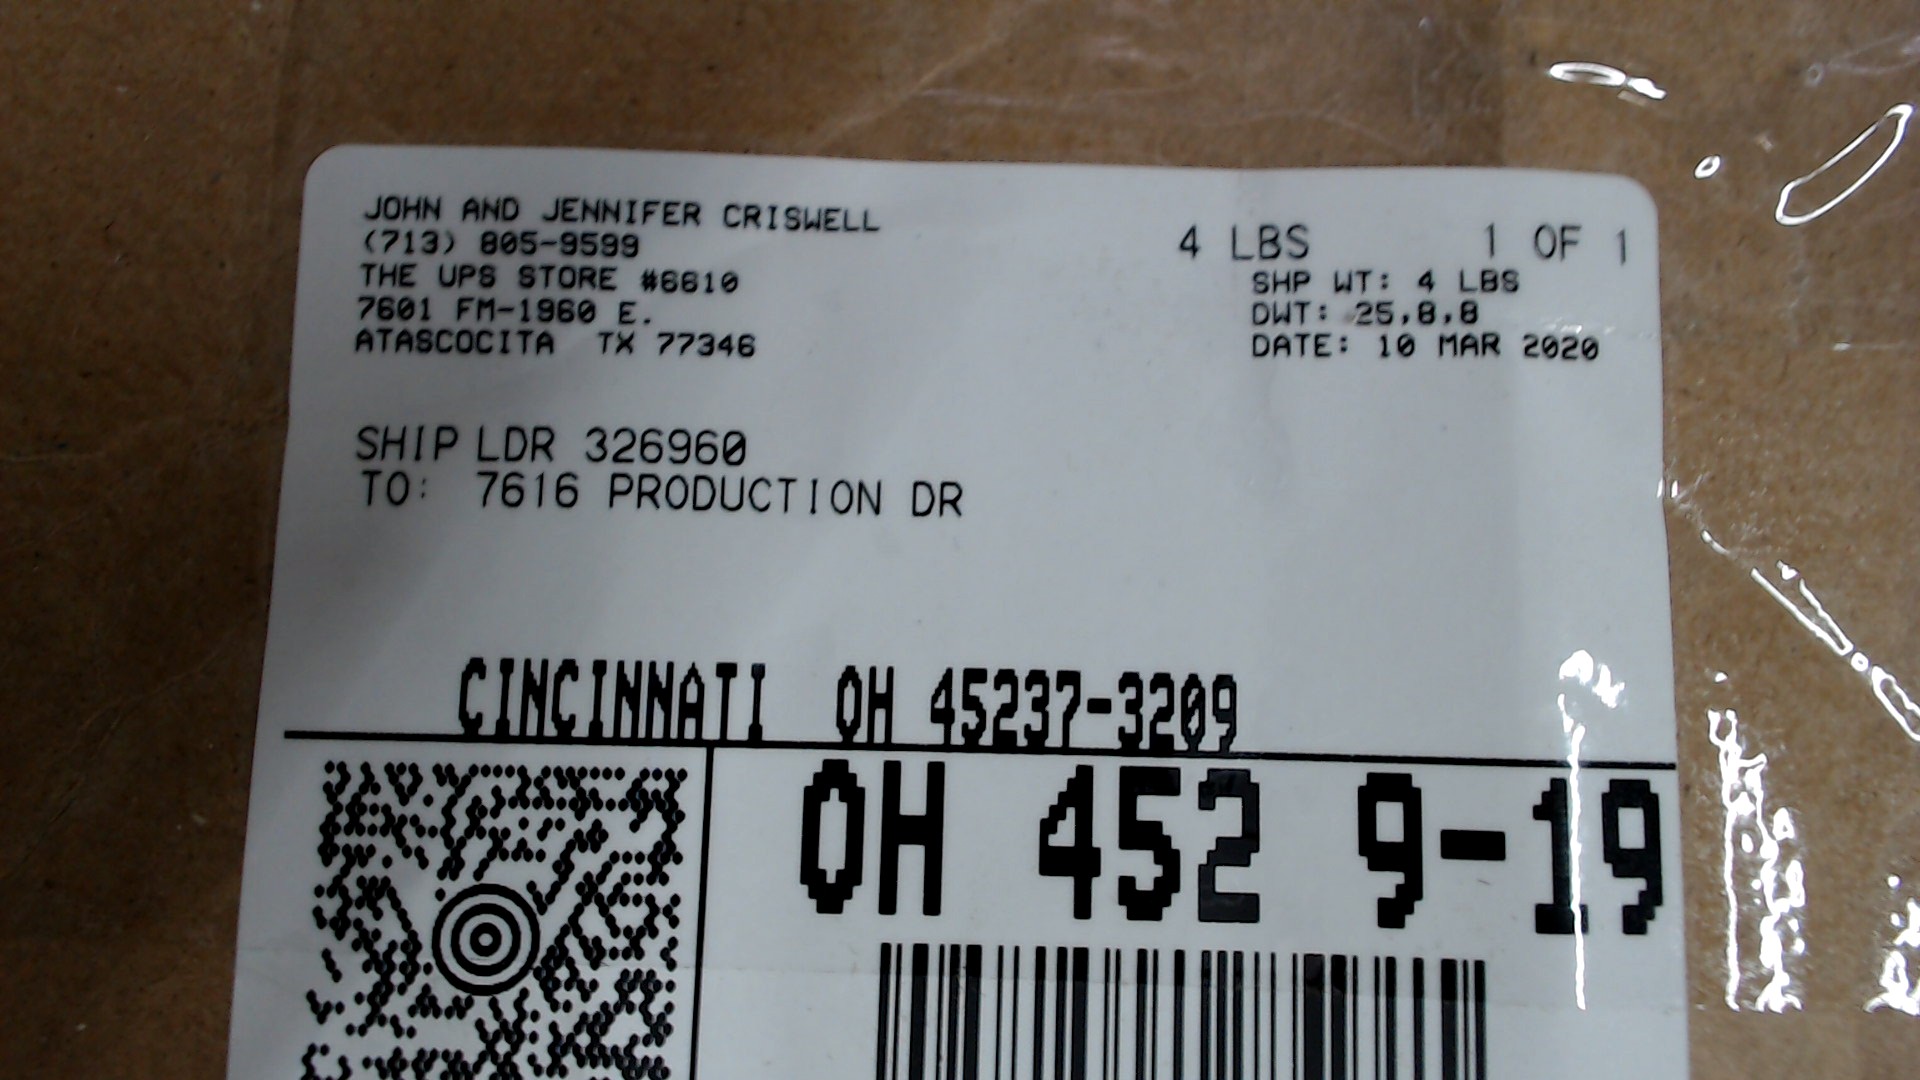 JOHN AND JENNIFER CRISWELL
(713) 805-9599
THE UPS STORE #6610
7601 FM-1960 E.
ATASCOCITA TX 77346
4 LBS 1 OF 1
SHP WT: 4 LBS
DWT: 25,8,8
DATE: 10 MAR 2020
SHIP LDR 326960
TO: 7616 PRODUCTION DR
CINCINNATI OH 45237-3209
OH 452 9-19